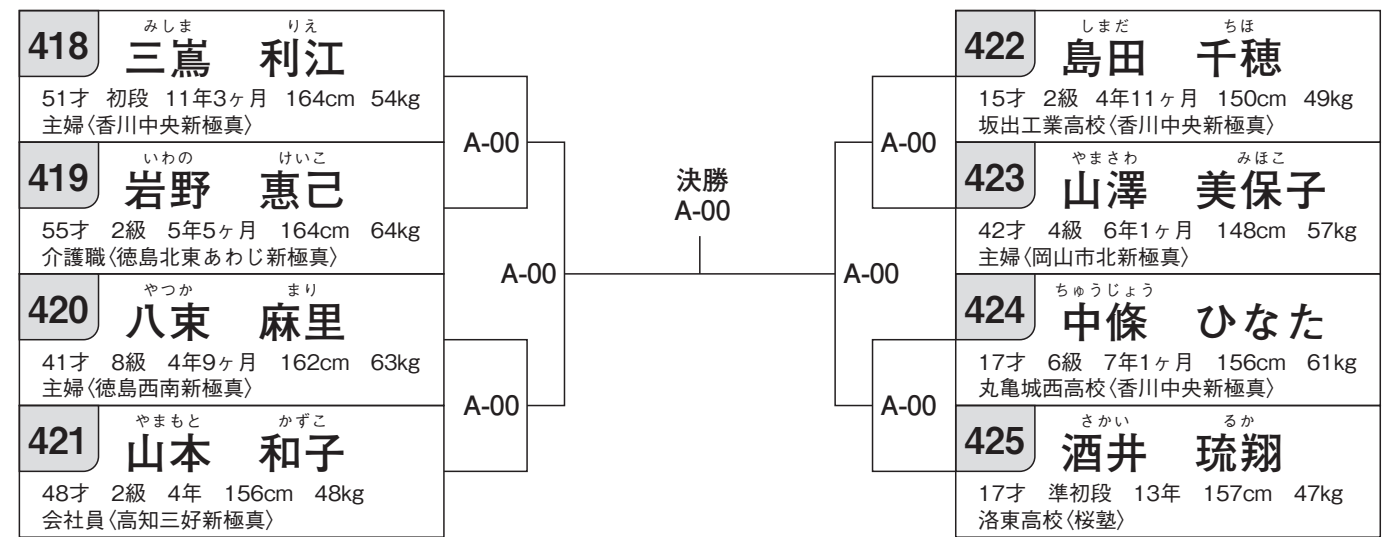 みしま りえ
418 三嶌 利江
51才 初段 11年3ヶ月 164cm 54kg
主婦〈香川中央新極真〉
いわの けいこ
419 岩野 惠己
55才 2級 5年5ヶ月 164cm 64kg
介護職〈徳島北東あわじ新極真〉
やつか まり
420 八束 麻里
41才 8級 4年9ヶ月 162cm 63kg
主婦〈徳島西南新極真〉
やまもと かずこ
421 山本 和子
48才 2級 4年 156cm 48kg
会社員〈高知三好新極真〉
A-00
A-00
A-00
決勝
A-00
A-00
A-00
A-00
しまだ ちほ
422 島田 千穂
15才 2級 4年11ヶ月 150cm 49kg
坂出工業高校〈香川中央新極真〉
やまさわ みほこ
423 山澤 美保子
42才 4級 6年1ヶ月 148cm 57kg
主婦〈岡山市北新極真〉
ちゅうじょう
424 中條 ひなた
17才 6級 7年1ヶ月 156cm 61kg
丸亀城西高校〈香川中央新極真〉
さかい るか
425 酒井 琉翔
17才 準初段 13年 157cm 47kg
洛東高校〈桜塾〉